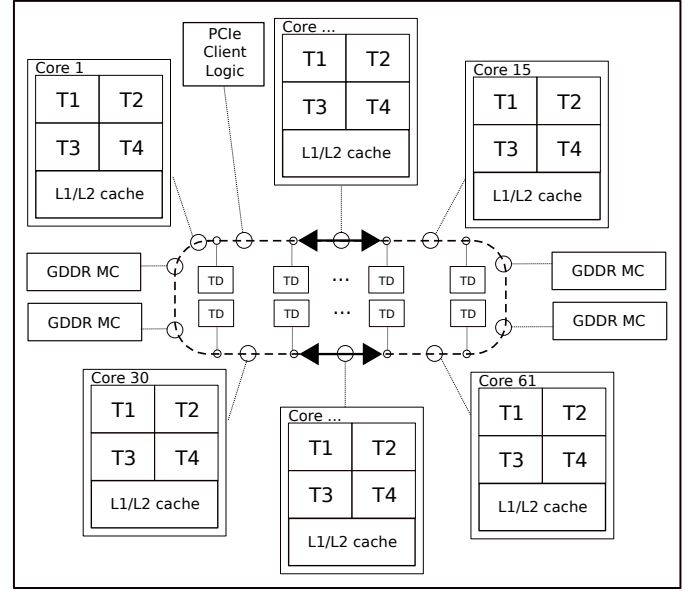 PCIe
Client
Logic
Core ...
T1 T2
T3 T4
L1/L2 cache
Core 1
T1 T2
T3 T4
L1/L2 cache
Core 15
T1 T2
T3 T4
L1/L2 cache
GDDR MC
GDDR MC
GDDR MC
GDDR MC
TD TD ... TD TD
TD TD ... TD TD
Core 30
T1 T2
T3 T4
L1/L2 cache
Core ...
T1 T2
T3 T4
L1/L2 cache
Core 61
T1 T2
T3 T4
L1/L2 cache